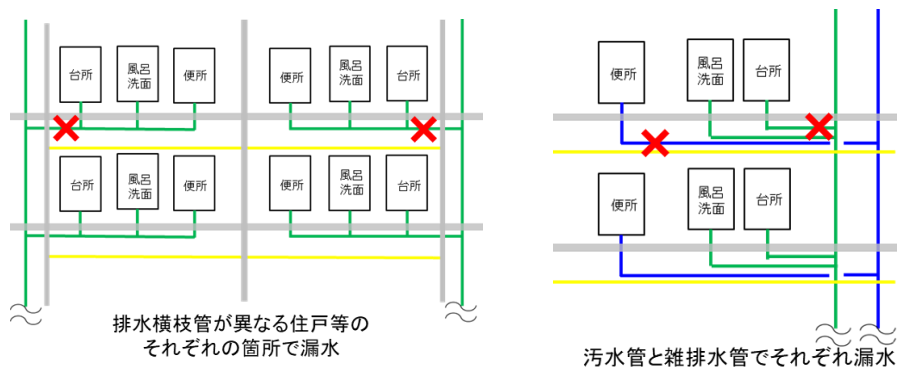 台所
風呂
洗面
便所
便所
風呂
洗面
台所
台所
風呂
洗面
便所
便所
風呂
洗面
台所
排水横枝管が異なる住戸等の
それぞれの箇所で漏水
便所
風呂
洗面
台所
便所
風呂
洗面
台所
汚水管と雑排水管でそれぞれ漏水